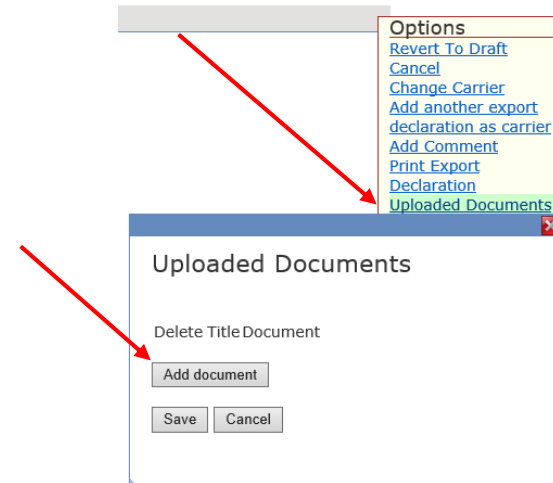 Options
Revert To Draft
Cancel
Change Carrier
Add another export
declaration as carrier
Add Comment
Print Export
Declaration
Uploaded Documents
Uploaded Documents
Delete Title Document
Add document
Save Cancel